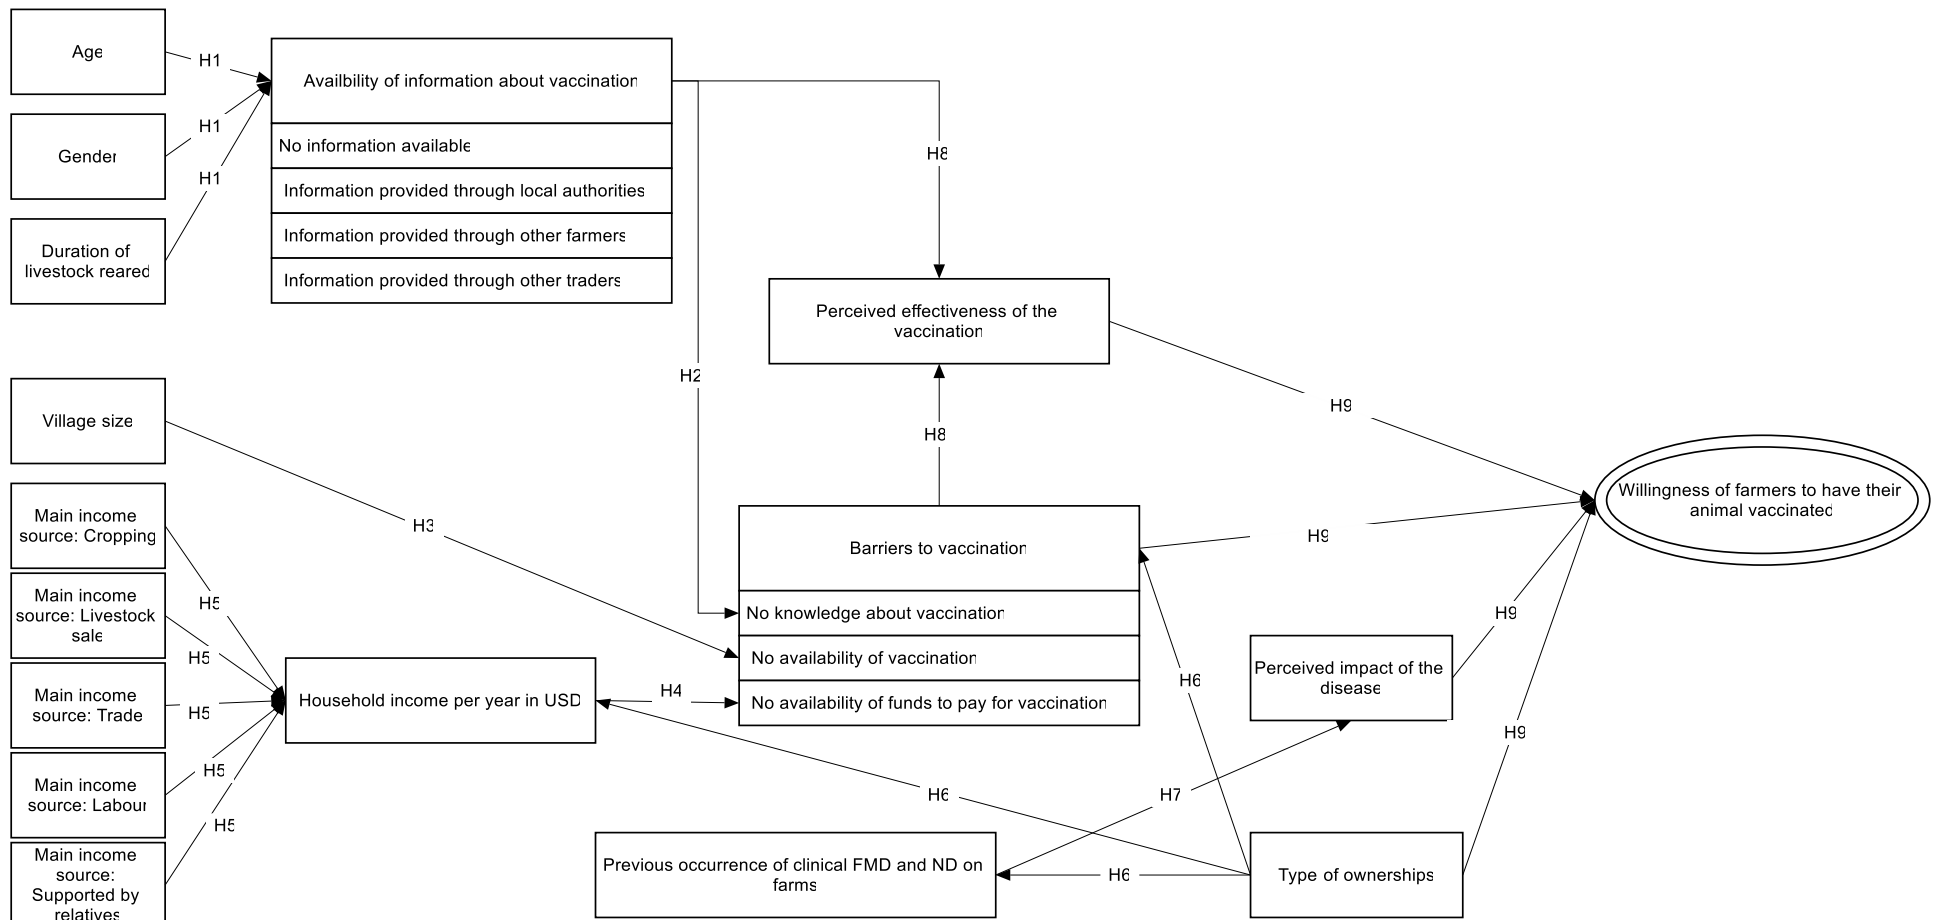 Age
H1
Availbility of information about vaccination
Gender
H1
No information available
H1
Information provided through local authorities
H8
Information provided through other farmers
Duration of
livestock reared
Information provided through other traders
Perceived effectiveness of the
vaccination
H2
Village size
H9
H8
Main income
source: Cropping
H3
Barriers to vaccination
H9
Willingness of farmers to have their
animal vaccinated
Main income
source: Livestock
sale
H5
No knowledge about vaccination
H9
H5
No availability of vaccination
Main income
source: Trade
H5
Household income per year in USD
H4
No availability of funds to pay for vaccination
H6
Perceived impact of the
disease
H9
Main income
source: Labour
H5
H6
H7
H5
Main income
source:
Supported by
relatives
Previous occurrence of clinical FMD and ND on
farms
H6
Type of ownerships